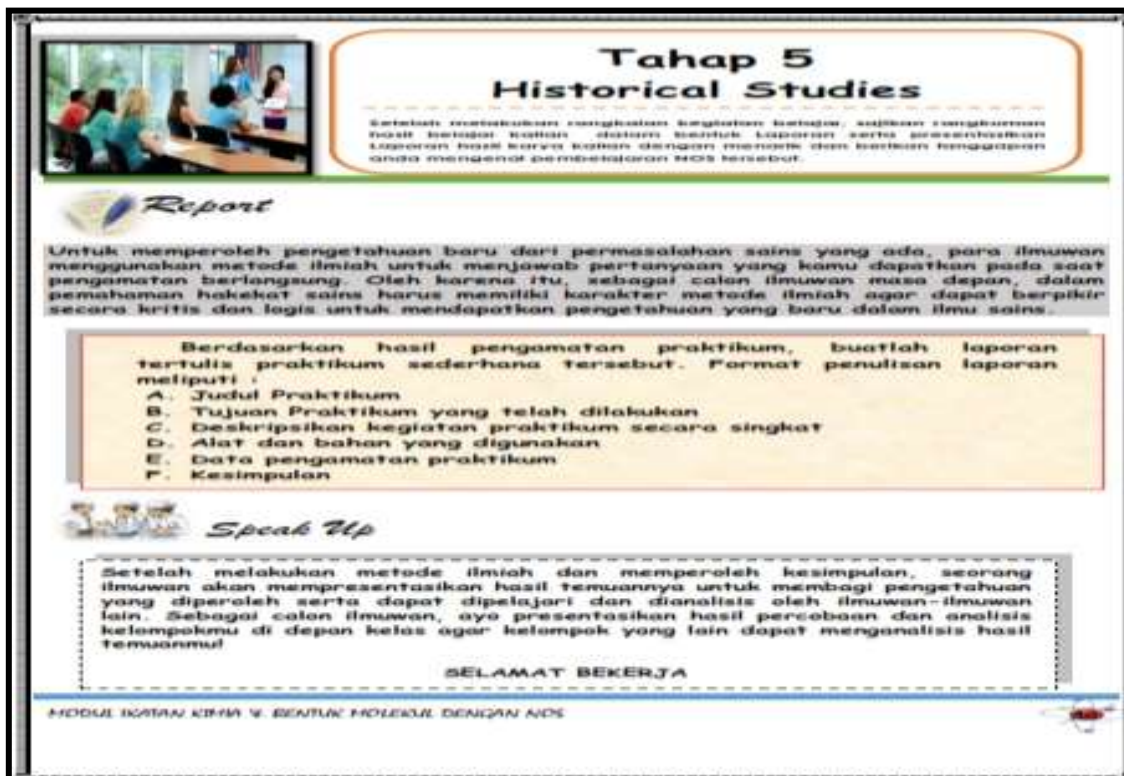 Tahap 5
Historical Studies
Setelah melakukan rangkaian kegiatan belajar, sajikan rangkuman
hasil belajar kalian dalam bentuk Laporan serta presentasikan
Laporan hasil karya kalian dengan menarik dan berikan tanggapan
anda mengenai pembelajaran NOS tersebut.
Report
Untuk memperoleh pengetahuan baru dari permasalahan sains yang ada, para ilmuwan
menggunakan metode ilmiah untuk menjawab pertanyaan yang kamu dapatkan pada saat
pengamatan berlangsung. Oleh karena itu, sebagai calon ilmuwan masa depan, dalam
pemahaman hakekat sains harus memiliki karakter metode ilmiah agar dapat berpikir
secara kritis dan logis untuk mendapatkan pengetahuan yang baru dalam ilmu sains.
Berdasarkan hasil pengamatan praktikum, buatlah laporan
tertulis praktikum sederhana tersebut. Format penulisan laporan
meliputi :
A. Judul Praktikum
B. Tujuan Praktikum yang telah dilakukan
C. Deskripsikan kegiatan praktikum secara singkat
D. Alat dan bahan yang digunakan
E. Data pengamatan praktikum
F. Kesimpulan
Speak Up
Setelah melakukan metode ilmiah dan memperoleh kesimpulan, seorang
ilmuwan akan mempresentasikan hasil temuannya untuk membagi pengetahuan
yang diperoleh serta dapat dipelajari dan dianalisis oleh ilmuwan-ilmuwan
lain. Sebagai calon ilmuwan, ayo presentasikan hasil percobaan dan analisis
kelompokmu di depan kelas agar kelompok yang lain dapat menganalisis hasil
temuanmu!
SELAMAT BEKERJA
MODUL IKATAN KIMIA & BENTUK MOLEKUL DENGAN NOS